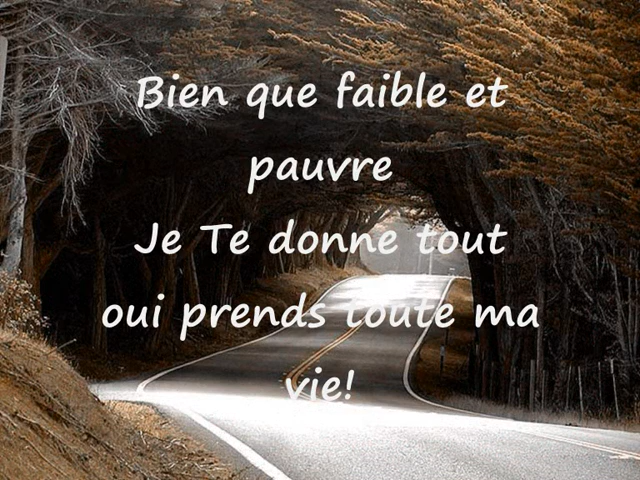 Bien que faible et
pauvre
Je Te donne tout
oui prends toute ma
vie!